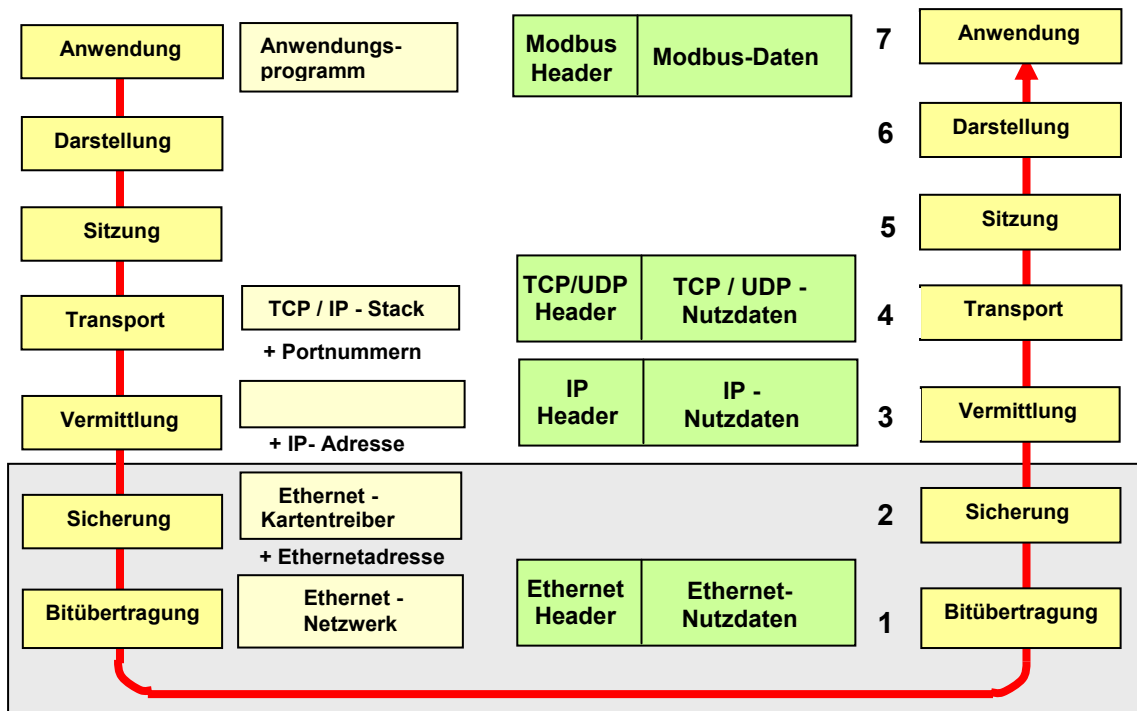 Anwendung
Anwendungs-
programm
Modbus
Header
Modbus-Daten
7
Anwendung
Darstellung
6
Darstellung
Sitzung
5
Sitzung
Transport
TCP / IP - Stack
+ Portnummern
TCP/UDP
Header
TCP / UDP -
Nutzdaten
4
Transport
Vermittlung
+ IP- Adresse
IP
Header
IP -
Nutzdaten
3
Vermittlung
Sicherung
Ethernet -
Kartentreiber
+ Ethernetadresse
2
Sicherung
Bitübertragung
Ethernet -
Netzwerk
Ethernet
Header
Ethernet-
Nutzdaten
1
Bitübertragung